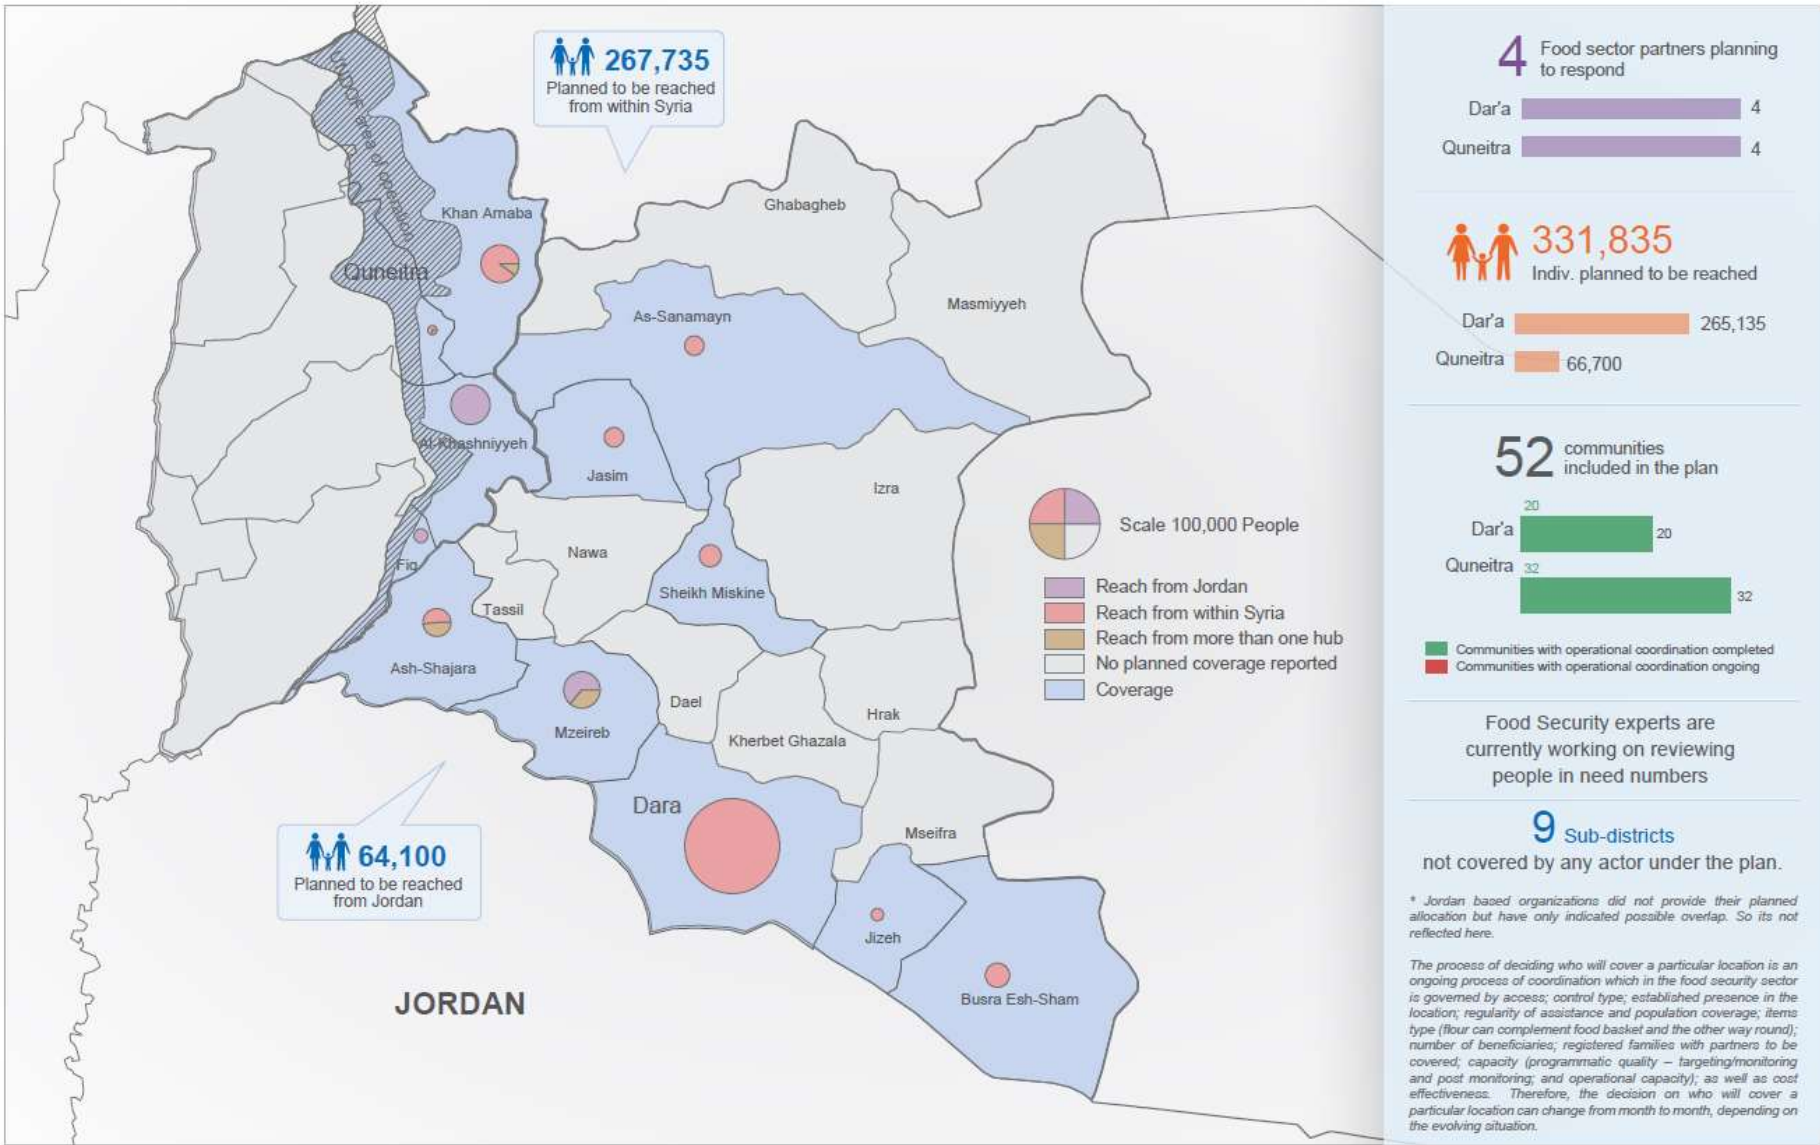 267,735
Planned to be reached
from within Syria
UNDOF area of operation
Khan Arnaba
Quneitra
Ghabagheb
Masmiyyeh
As-Sanamayn
Al-Khashniyyeh
Jasim
Izra
Nawa
Fiq
Tassil
Sheikh Miskine
Ash-Shajara
Mzeireb
Dael
Kherbet Ghazala
Hrak
Dara
Mseifra
Jizeh
Busra Esh-Sham
64,100
Planned to be reached
from Jordan
JORDAN
Scale 100,000 People
Reach from Jordan
Reach from within Syria
Reach from more than one hub
No planned coverage reported
Coverage
4 Food sector partners planning
to respond
Dar'a 4
Quneitra 4
331,835
Indiv. planned to be reached
Dar'a 265,135
Quneitra 66,700
52 communities
included in the plan
20
Dar'a 20
Quneitra 32
32
Communities with operational coordination completed
Communities with operational coordination ongoing
Food Security experts are
currently working on reviewing
people in need numbers
9 Sub-districts
not covered by any actor under the plan.
* Jordan based organizations did not provide their planned
allocation but have only indicated possible overlap. So its not
reflected here.
The process of deciding who will cover a particular location is an
ongoing process of coordination which in the food security sector
is governed by access; control type; established presence in the
location; regularity of assistance and population coverage; items
type (flour can complement food basket and the other way round);
number of beneficiaries; registered families with partners to be
covered; capacity (programmatic quality – targeting/monitoring
and post monitoring; and operational capacity); as well as cost
effectiveness. Therefore, the decision on who will cover a
particular location can change from month to month, depending on
the evolving situation.